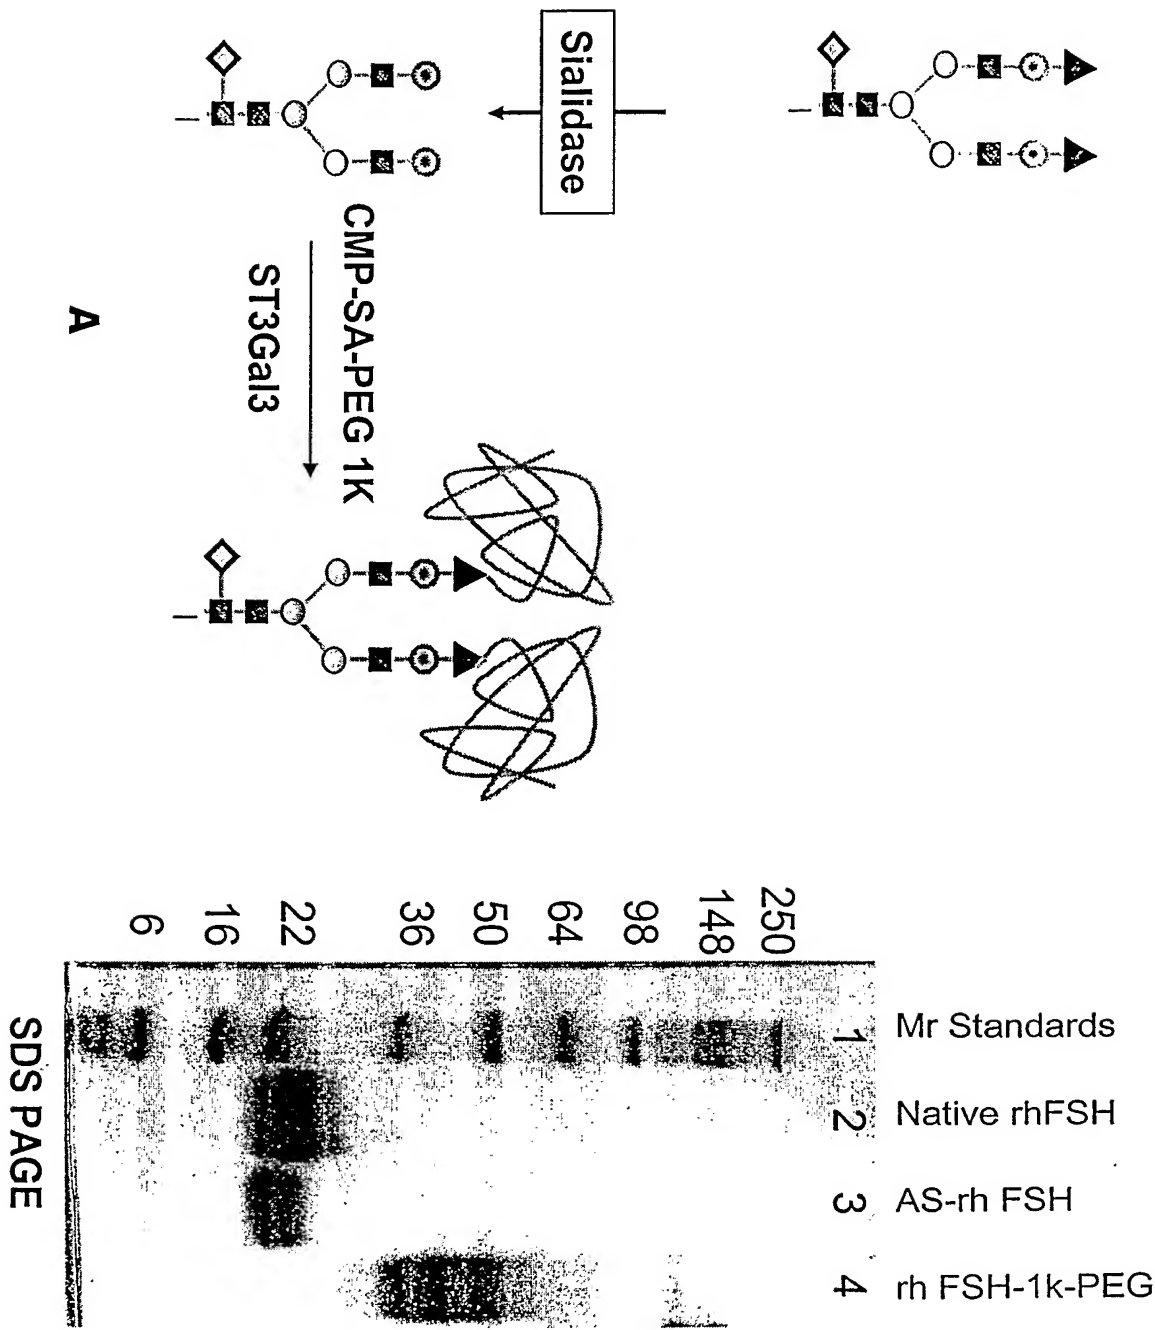 Sialidase
CMP-SA-PEG 1K
ST3Gal3
A
250
148
98
64
50
36
22
16
6
1 Mr Standards
2 Native rhFSH
3 AS-rh FSH
4 rh FSH-1k-PEG
SDS PAGE